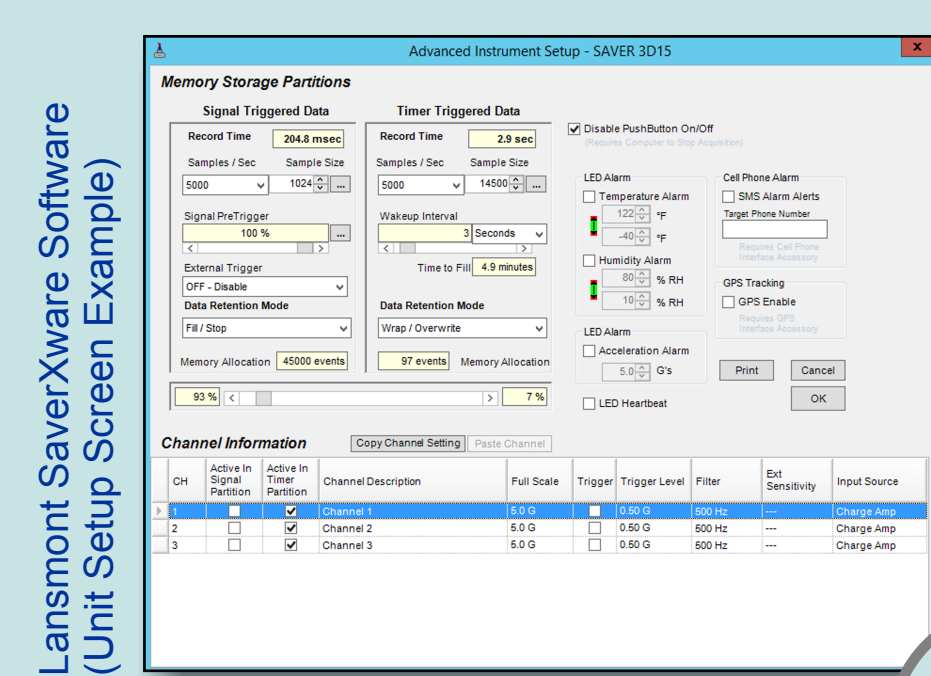 Lansmont SaverXware Software
(Unit Setup Screen Example)
Advanced Instrument Setup - SAVER 3D15
x
Memory Storage Partitions
Signal Triggered Data
Record Time 204.8 msec
Samples / Sec Sample Size
5000 1024 ...
Signal PreTrigger
100 % ...
External Trigger
OFF - Disable
Data Retention Mode
Fill / Stop
Memory Allocation 45000 events
Timer Triggered Data
Record Time 2.9 sec
Samples / Sec Sample Size
5000 14500 ...
Wakeup Interval
3 Seconds
Time to Fill 4.9 minutes
Data Retention Mode
Wrap / Overwrite
97 events Memory Allocation
93 % 7 %
Disable PushButton On/Off
(Requires Computer to Stop Acquisition)
LED Alarm
Temperature Alarm
122 °F
-40 °F
Humidity Alarm
80 % RH
10 % RH
LED Alarm
Acceleration Alarm
5.0 G's
LED Heartbeat
Cell Phone Alarm
SMS Alarm Alerts
Target Phone Number
Requires Cell Phone
Interface Accessory
GPS Tracking
GPS Enable
Requires GPS
Interface Accessory
Print Cancel
OK
Channel Information Copy Channel Setting Paste Channel
CH Active In Signal Partition Active In Timer Partition Channel Description Full Scale Trigger Trigger Level Filter Ext Sensitivity Input Source
1 Channel 1 5.0 G 0.50 G 500 Hz --- Charge Amp
2 Channel 2 5.0 G 0.50 G 500 Hz --- Charge Amp
3 Channel 3 5.0 G 0.50 G 500 Hz --- Charge Amp